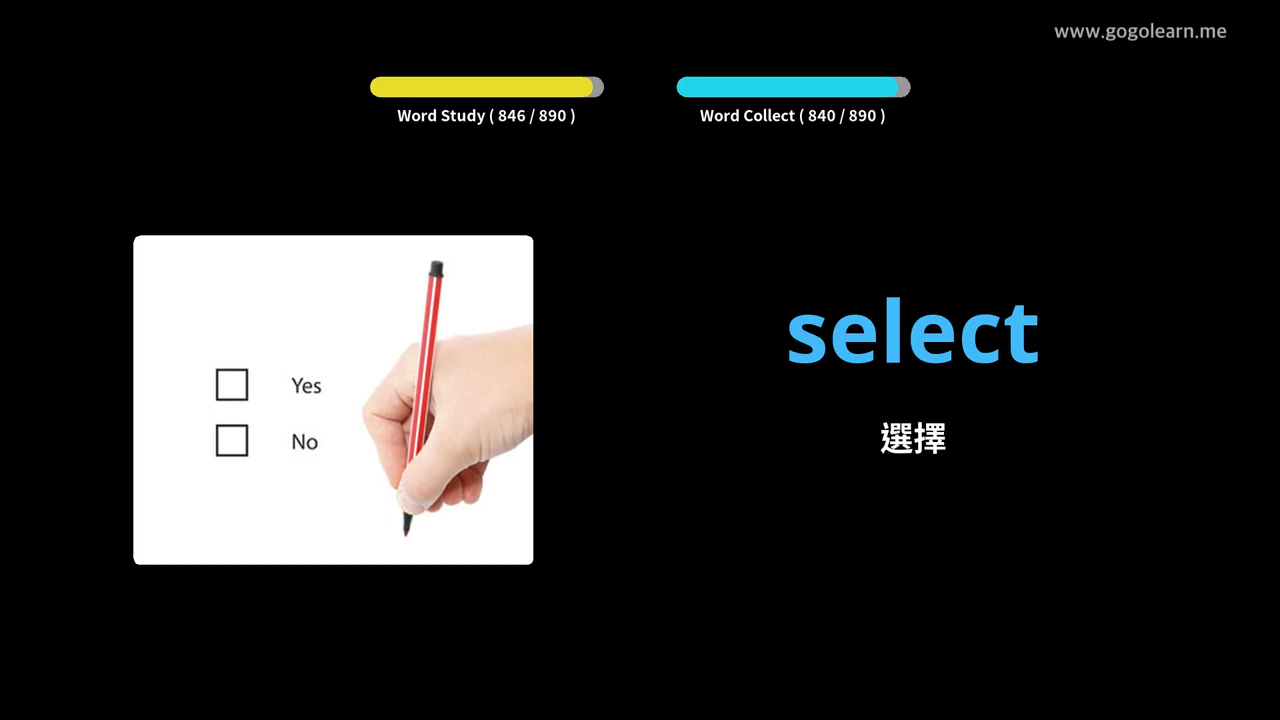 www.gogolearn.me
Word Study ( 846 / 890 )
Word Collect ( 840 / 890 )
Yes
No
select
選擇